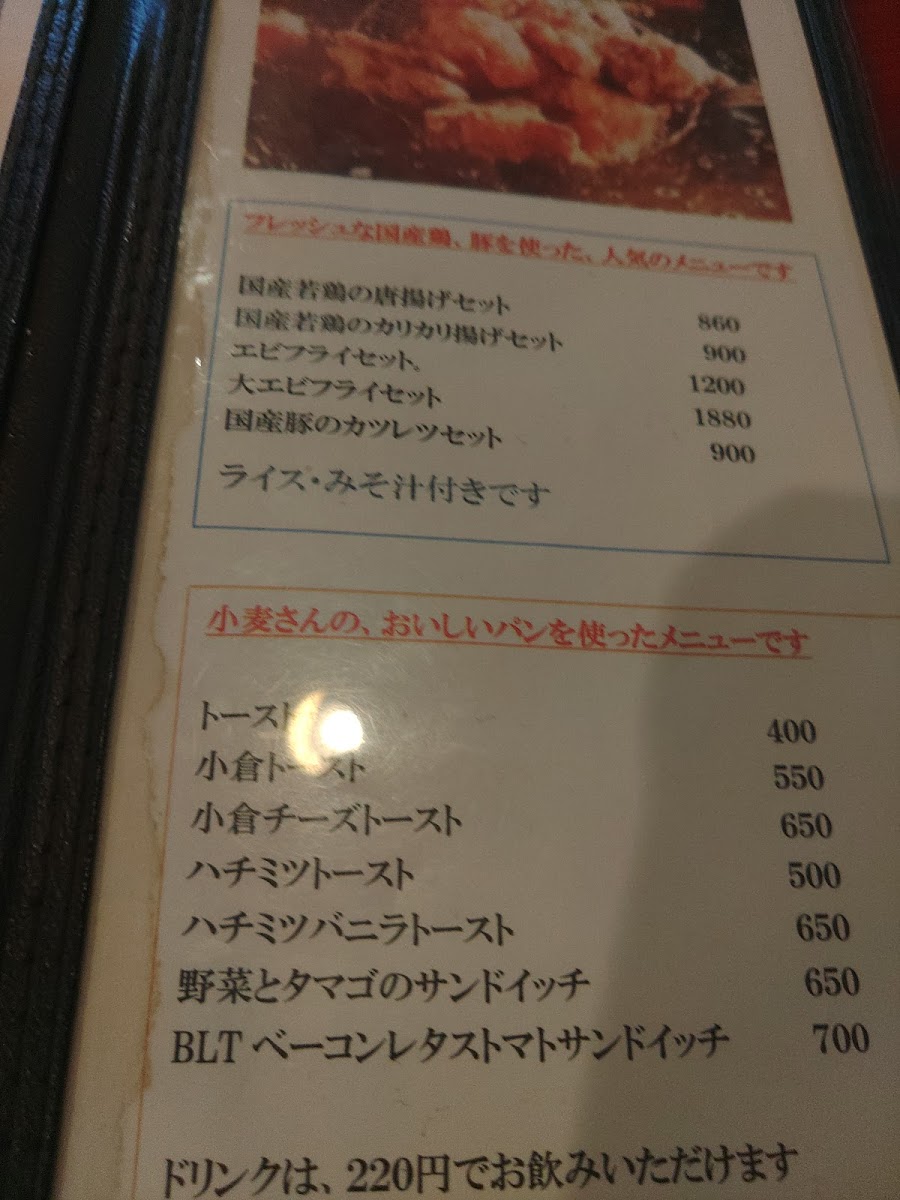 フレッシュな国産鶏、豚を使った、人気のメニューです
国産若鶏の唐揚げセット 860
国産若鶏のカリカリ揚げセット 900
エビフライセット。 1200
大エビフライセット 1880
国産豚のカツレツセット 900
ライス・みそ汁付きです
小麦さんの、おいしいパンを使ったメニューです
トースト 400
小倉トースト 550
小倉チーズトースト 650
ハチミツトースト 500
ハチミツバニラトースト 650
野菜とタマゴのサンドイッチ 650
BLT ベーコンレタストマトサンドイッチ 700
ドリンクは、220円でお飲みいただけます